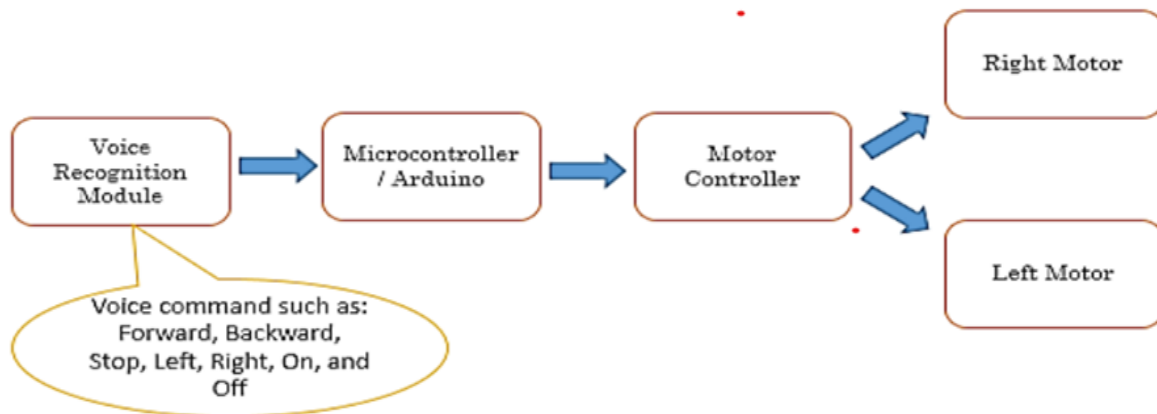 Voice
Recognition
Module
Microcontroller
/ Arduino
Motor
Controller
Right Motor
Left Motor
Voice command such as:
Forward, Backward,
Stop, Left, Right, On, and
Off